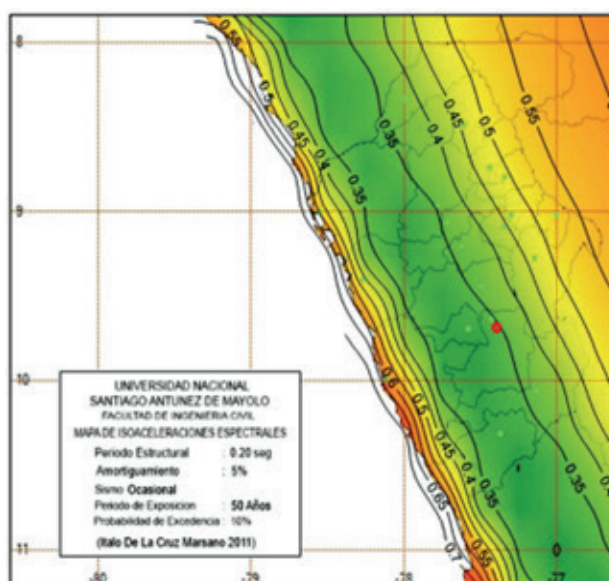 8
9
10
11
-80
-79
-78
-77
0.55
0.5
0.45
0.4
0.35
0.35
0.4
0.45
0.5
0.55
0.35
0.6
0.5
0.45
0.4
0.35
0.65
0.7
0.55
0.35
0.4
UNIVERSIDAD NACIONAL
SANTIAGO ANTUNEZ DE MAYOLO
FACULTAD DE INGENIERIA CIVIL
MAPA DE ISOACELERACIONES ESPECTRALES
Periodo Estructural : 0.20 seg
Amortiguamiento : 5%
Sismo Ocasional
Periodo de Exposicion : 50 Años
Probabilidad de Excedencia : 10%
(Italo De La Cruz Marsano 2011)